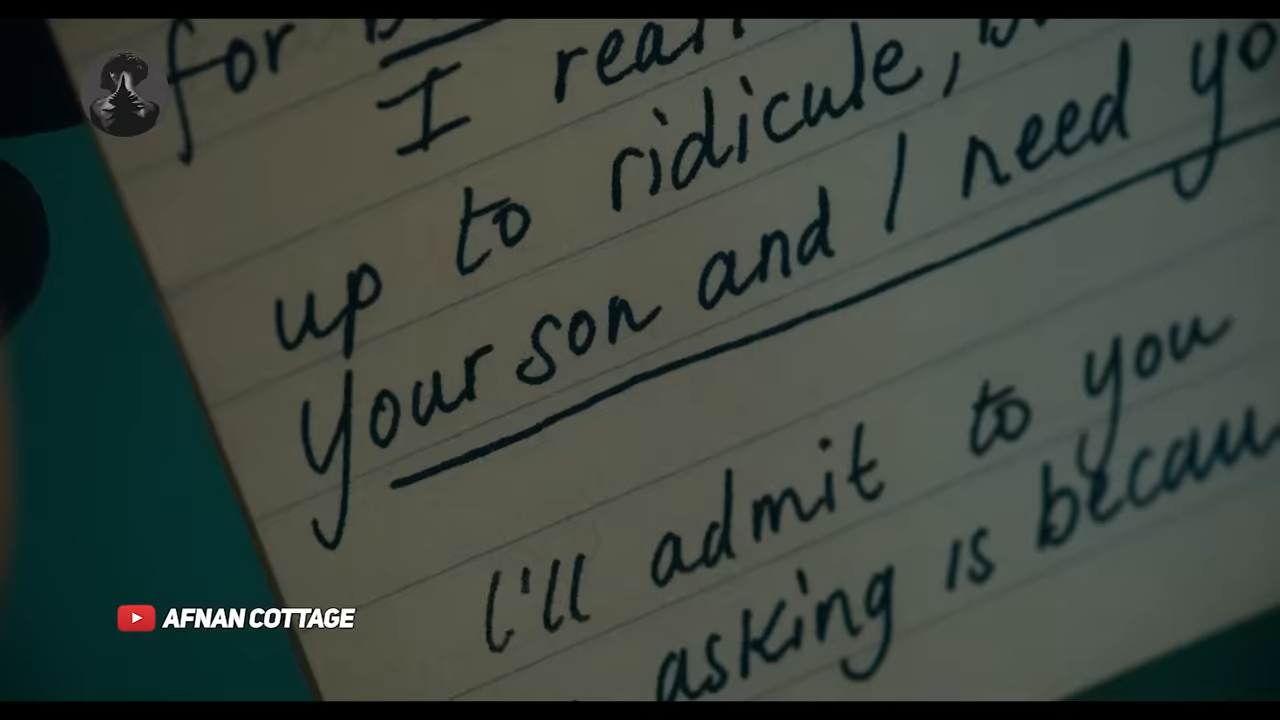 for
I
up to ridicule,
your son and I need
I'll admit to you
asking is
AFNAN COTTAGE